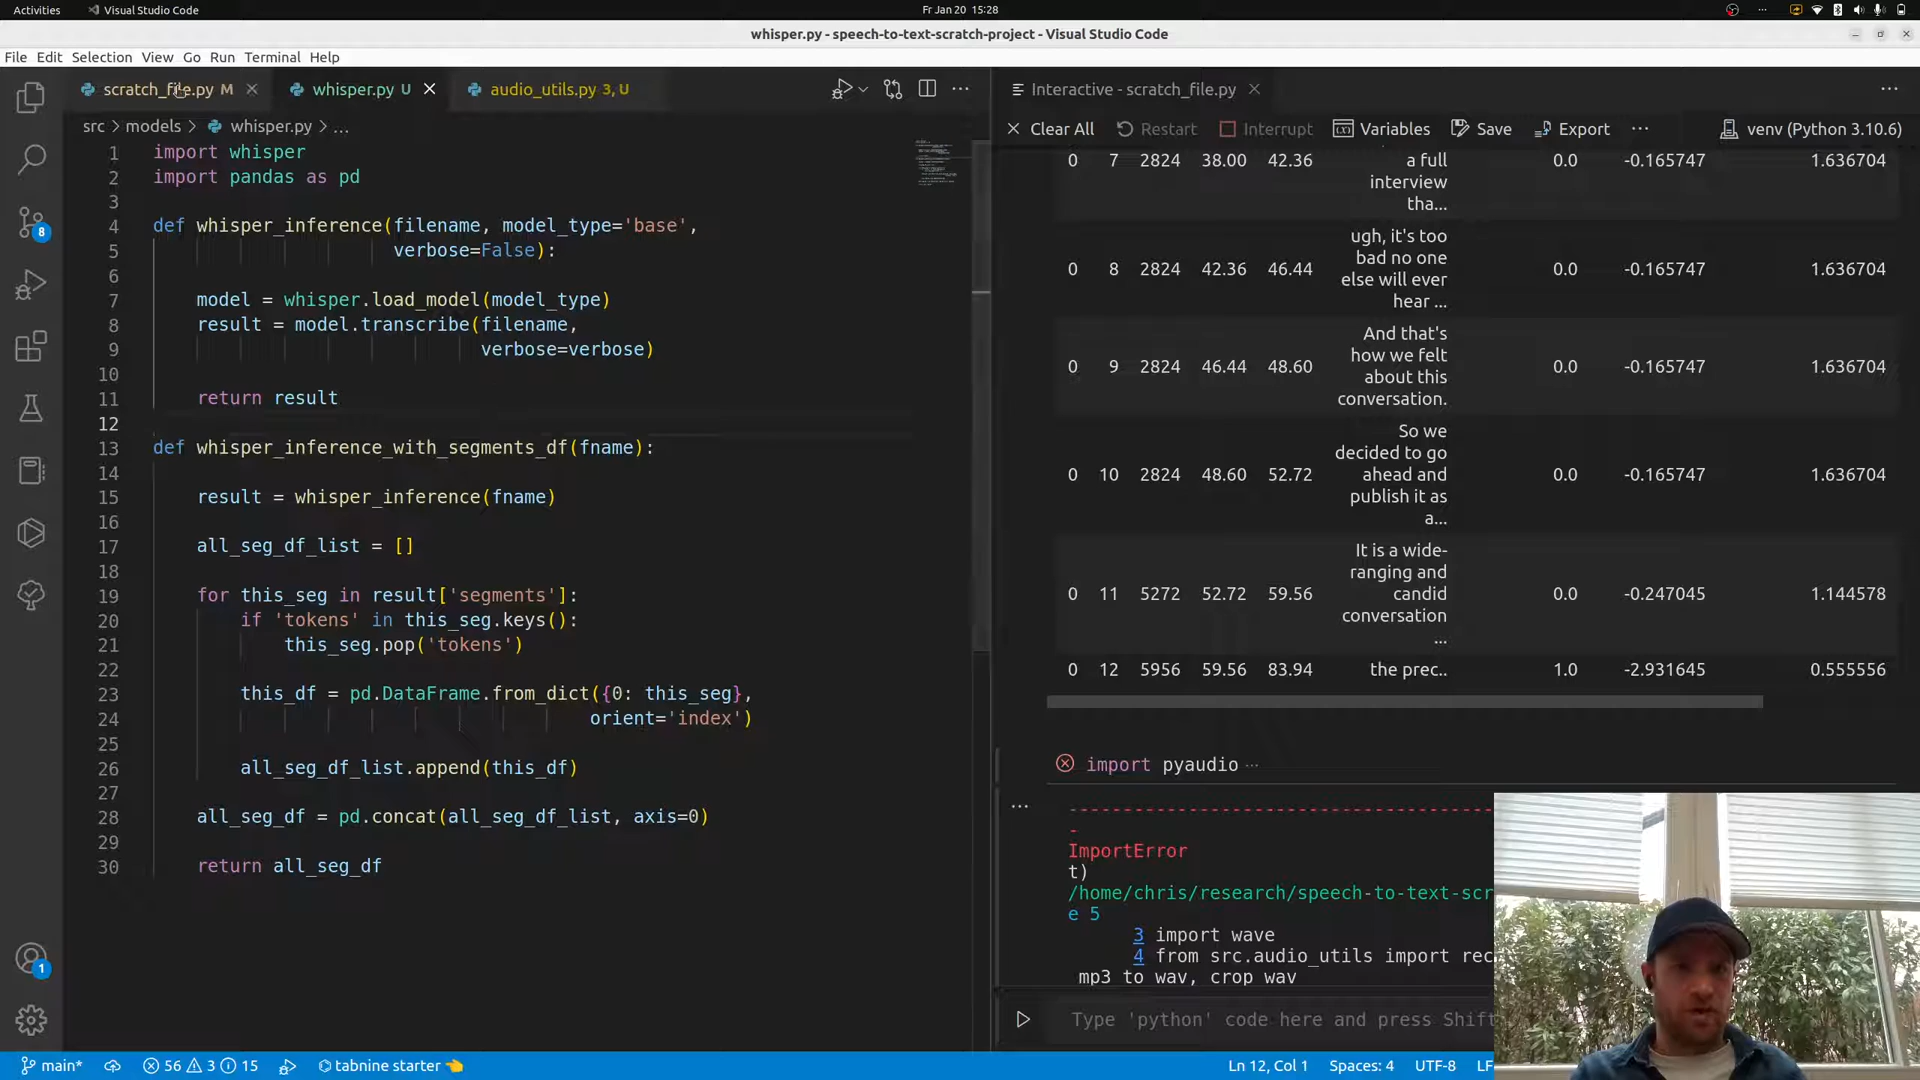 Activities
Visual Studio Code
Fr Jan 20 15:28
whisper.py - speech-to-text-scratch-project - Visual Studio Code
File Edit Selection View Go Run Terminal Help
scratch_file.py M
whisper.py U
audio_utils.py 3, U
src > models > whisper.py > ...
1 import whisper
2 import pandas as pd
3
4 def whisper_inference(filename, model_type='base',
5 verbose=False):
6
7 model = whisper.load_model(model_type)
8 result = model.transcribe(filename,
9 verbose=verbose)
10
11 return result
12
13 def whisper_inference_with_segments_df(fname):
14
15 result = whisper_inference(fname)
16
17 all_seg_df_list = []
18
19 for this_seg in result['segments']:
20 if 'tokens' in this_seg.keys():
21 this_seg.pop('tokens')
22
23 this_df = pd.DataFrame.from_dict({0: this_seg},
24 orient='index')
25
26 all_seg_df_list.append(this_df)
27
28 all_seg_df = pd.concat(all_seg_df_list, axis=0)
29
30 return all_seg_df
8
1
Interactive - scratch_file.py
Clear All Restart Interrupt Variables Save Export ... venv (Python 3.10.6)
0 7 2824 38.00 42.36 a full 0.0 -0.165747 1.636704
interview
tha...
ugh, it's too
bad no one
0 8 2824 42.36 46.44 else will ever 0.0 -0.165747 1.636704
hear ...
And that's
how we felt
0 9 2824 46.44 48.60 about this 0.0 -0.165747 1.636704
conversation.
So we
decided to go
0 10 2824 48.60 52.72 ahead and 0.0 -0.165747 1.636704
publish it as
a...
It is a wide-
ranging and
0 11 5272 52.72 59.56 candid 0.0 -0.247045 1.144578
conversation
...
0 12 5956 59.56 83.94 the prec.. 1.0 -2.931645 0.555556
import pyaudio ...
...
--------------------------------------
-
ImportError
t)
/home/chris/research/speech-to-text-scr
e 5
3 import wave
4 from src.audio_utils import rec
mp3 to wav, crop wav
Type 'python' code here and press Shift
main* 56 3 15 tabnine starter
Ln 12, Col 1 Spaces: 4 UTF-8 LF